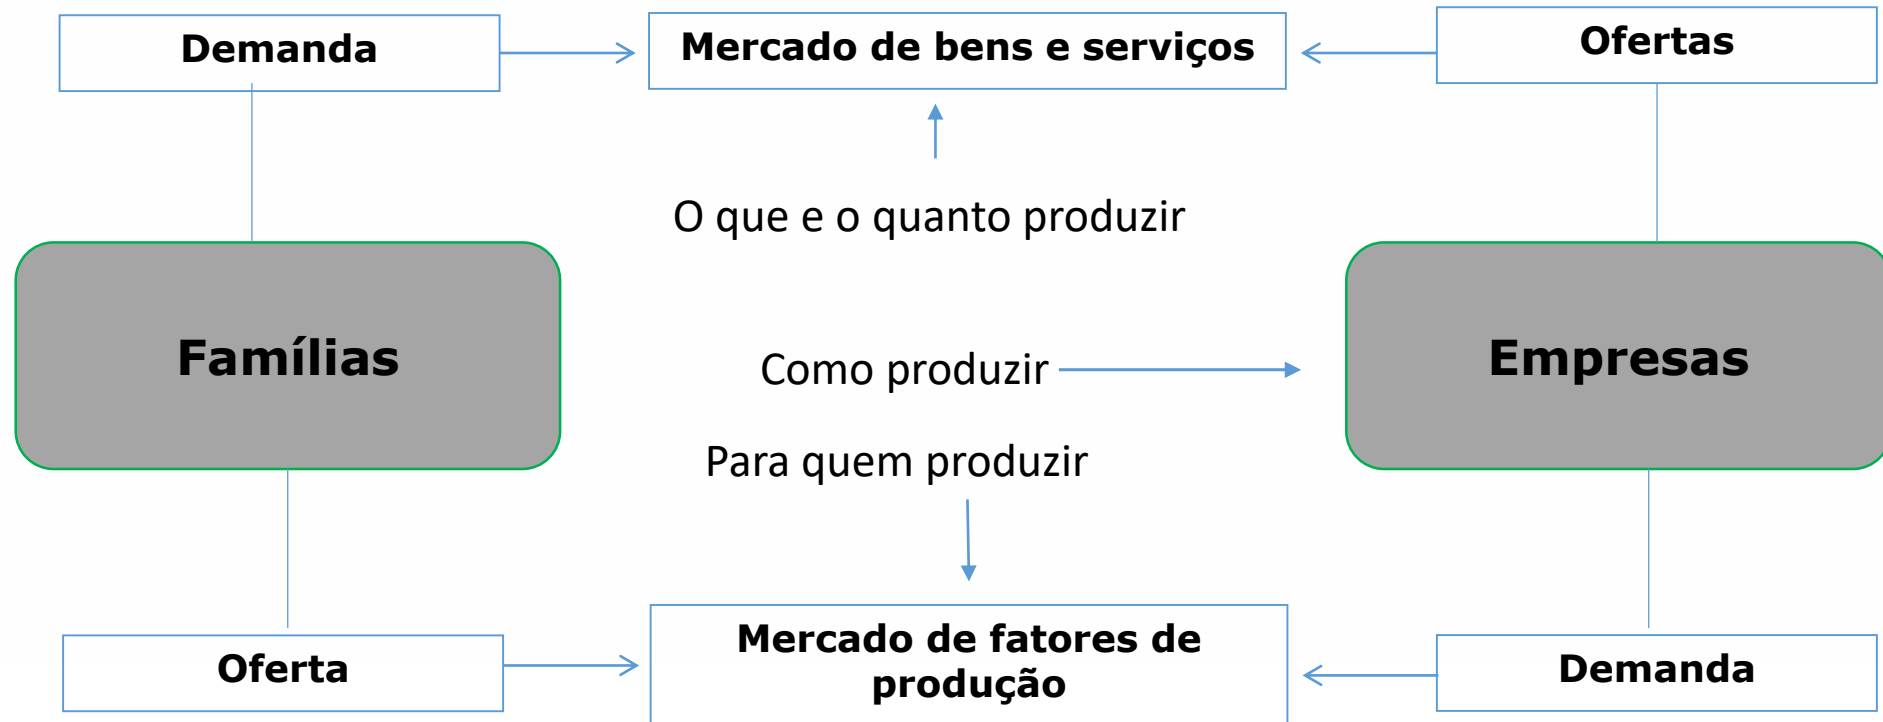 Demanda
Mercado de bens e serviços
Ofertas
O que e o quanto produzir
Famílias
Como produzir
Empresas
Para quem produzir
Oferta
Mercado de fatores de
produção
Demanda